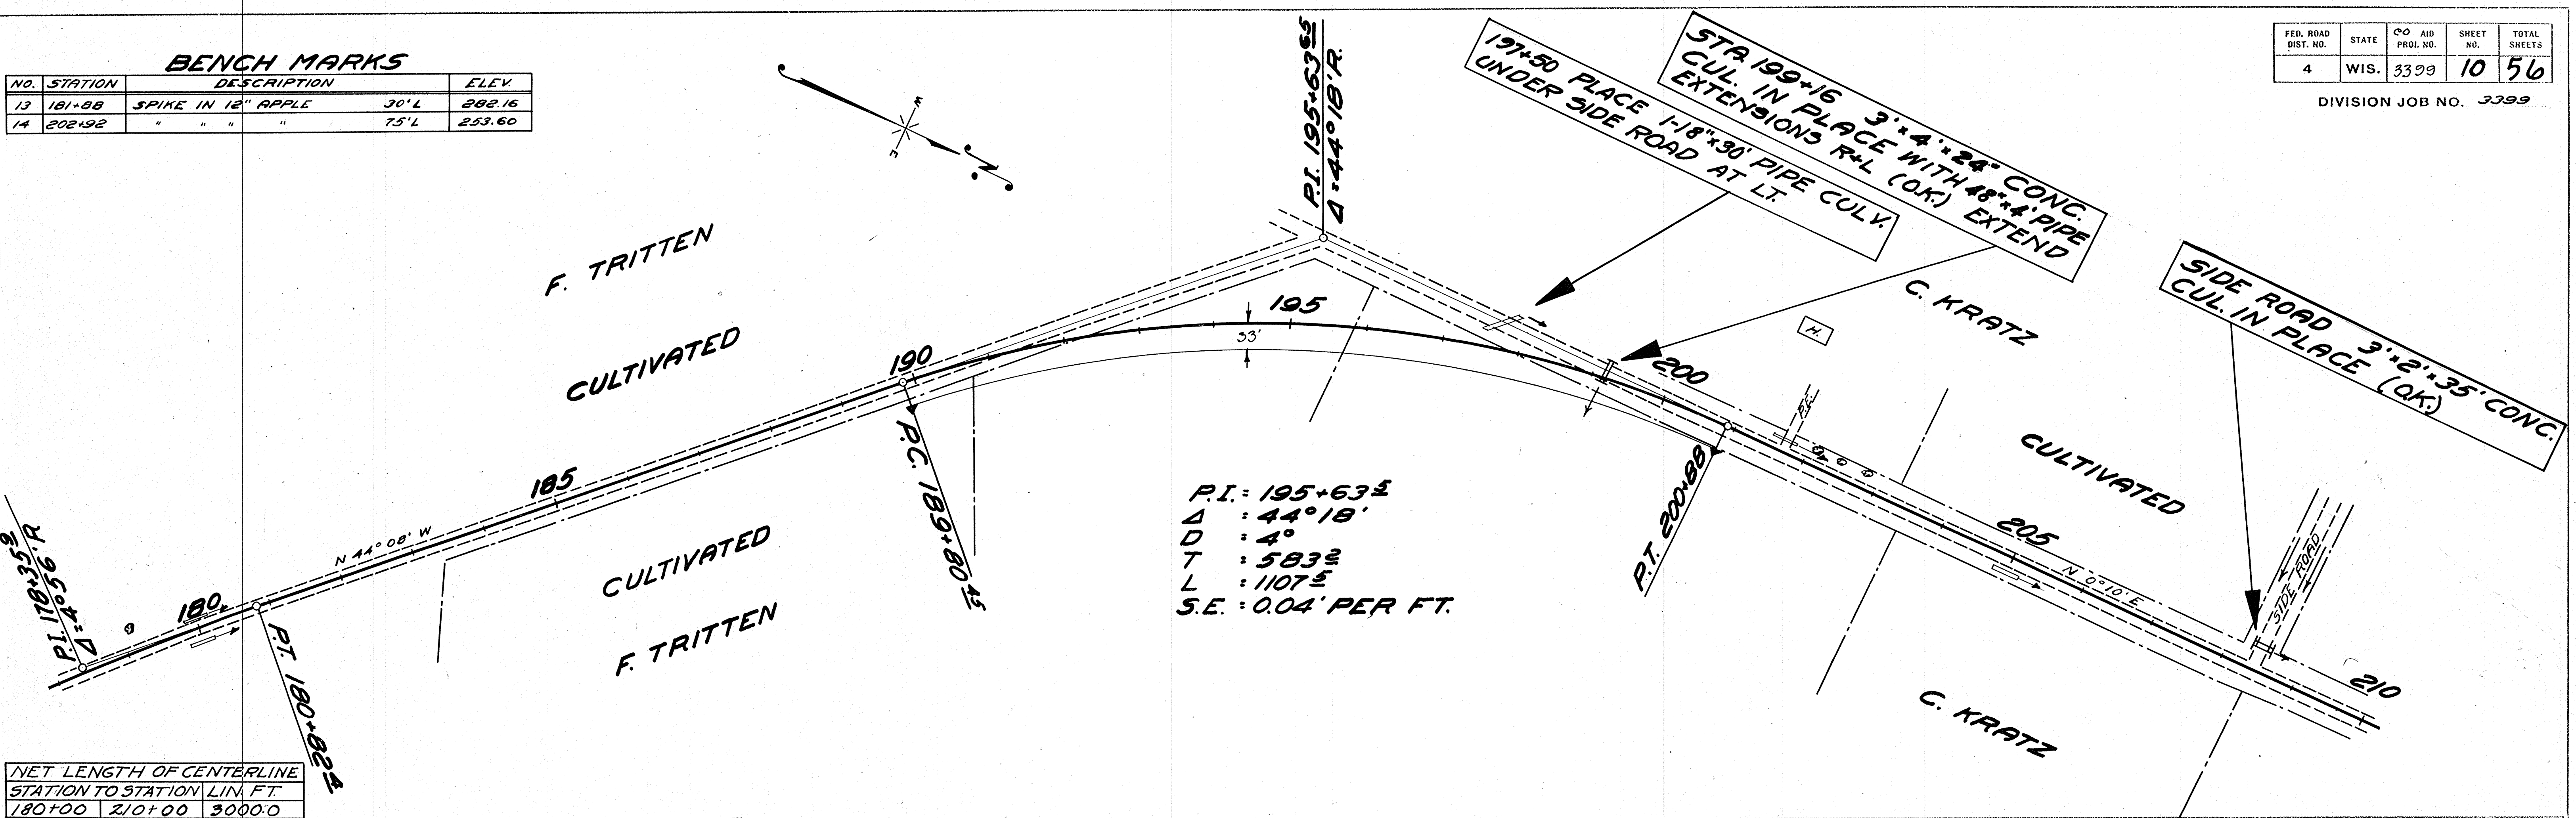 BENCH MARKS
NO. STATION DESCRIPTION ELEV.
13 181+88 SPIKE IN 12" APPLE 30'L 282.16
14 202+92 " " " " 75'L 253.60
FED. ROAD DIST. NO. STATE CO AID PROJ. NO. SHEET NO. TOTAL SHEETS
4 WIS. 3399 10 56
DIVISION JOB NO. 3399
W
E
N
P.I. 195+63 65
Δ = 44°18' R.
197+50 PLACE 1-18"x30' PIPE CULV.
UNDER SIDE ROAD AT LT.
STA. 199+16 3'x4'x24" CONC.
CUL. IN PLACE WITH 48"x4' PIPE
EXTENSIONS R+L (O.K.) EXTEND
SIDE ROAD 3'x2'x35' CONC.
CUL. IN PLACE (O.K.)
F. TRITTEN
CULTIVATED
C. KRATZ
H.
P.E.
CULTIVATED
195
33'
190
200
185
205
180
210
N 44° 08' W
N 0°10' E
SIDE ROAD
P.I. 178+35 9
Δ = 4°56' R
P.T. 180+82 4
P.C. 189+80 45
P.T. 200+88
CULTIVATED
F. TRITTEN
C. KRATZ
P.I. = 195+63 5
Δ = 44°18'
D = 4°
T = 583 2
L = 1107 5
S.E. = 0.04' PER FT.
NET LENGTH OF CENTERLINE
STATION TO STATION LIN. FT.
180+00 210+00 3000.0